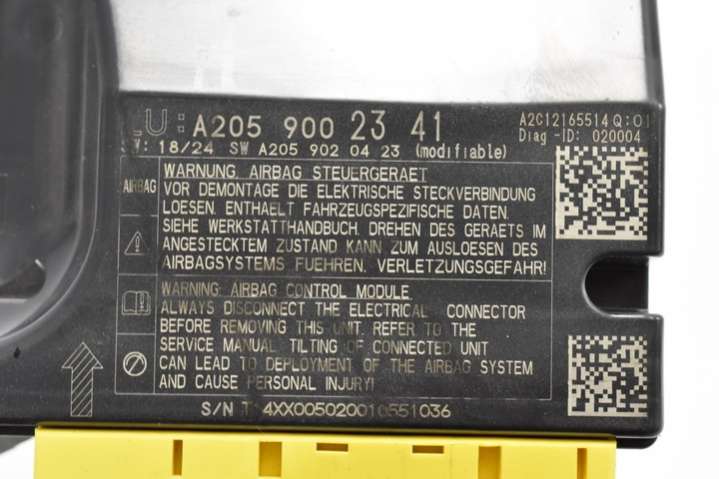 LU: A205 900 23 41
A2C12165514 Q:01
Diag-ID: 020004
18/24 SW A205 902 04 23 (modifiable)
AIRBAG
WARNUNG. AIRBAG STEUERGERAET
VOR DEMONTAGE DIE ELEKTRISCHE STECKVERBINDUNG
LOESEN. ENTHAELT FAHRZEUGSPEZIFISCHE DATEN.
SIEHE WERKSTATTHANDBUCH. DREHEN DES GERAETS IM
ANGESTECKTEM ZUSTAND KANN ZUM AUSLOESEN DES
AIRBAGSYSTEMS FUEHREN. VERLETZUNGSGEFAHR!
WARNING: AIRBAG CONTROL MODULE.
ALWAYS DISCONNECT THE ELECTRICAL CONNECTOR
BEFORE REMOVING THIS UNIT. REFER TO THE
SERVICE MANUAL. TILTING OF CONNECTED UNIT
CAN LEAD TO DEPLOYMENT OF THE AIRBAG SYSTEM
AND CAUSE PERSONAL INJURY!
S/N